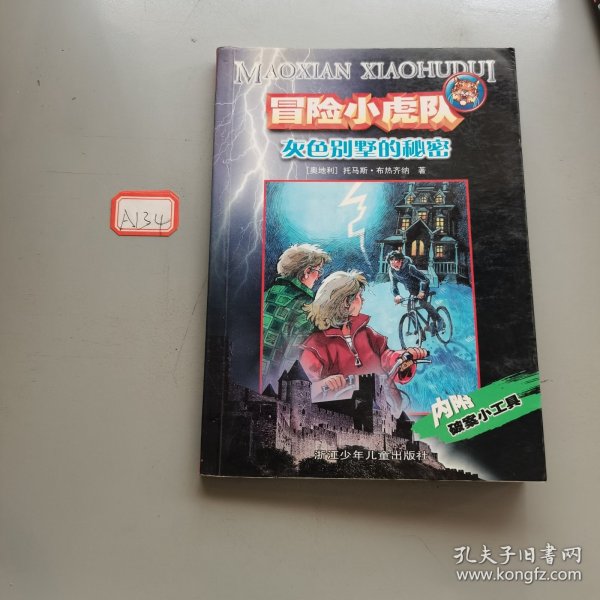 MAOXIAN XIAOHUDUI
冒险小虎队
灰色别墅的秘密
[奥地利] 托马斯·布热齐纳 著
A134
内附
破案小工具
浙江少年儿童出版社
孔夫子旧书网
www.kongfz.com